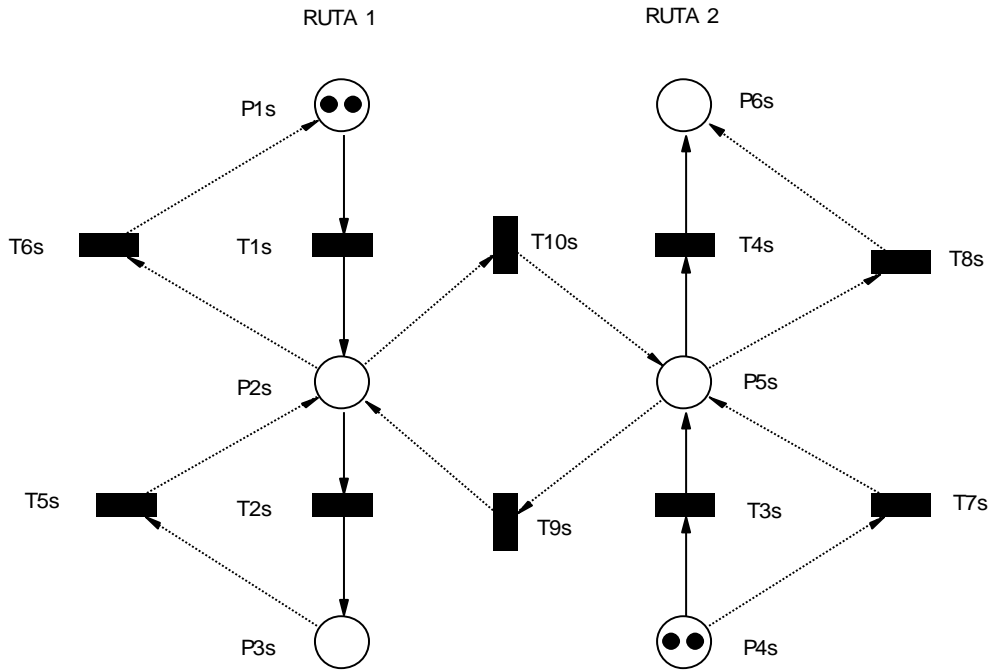 RUTA 1
RUTA 2
P1s
P6s
T6s
T1s
T10s
T4s
T8s
P2s
P5s
T5s
T2s
T9s
T3s
T7s
P3s
P4s